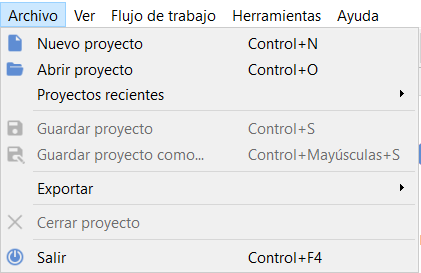 Archivo Ver Flujo de trabajo Herramientas Ayuda
Nuevo proyecto Control+N
Abrir proyecto Control+O
Proyectos recientes
Guardar proyecto Control+S
Guardar proyecto como... Control+Mayúsculas+S
Exportar
Cerrar proyecto
Salir Control+F4